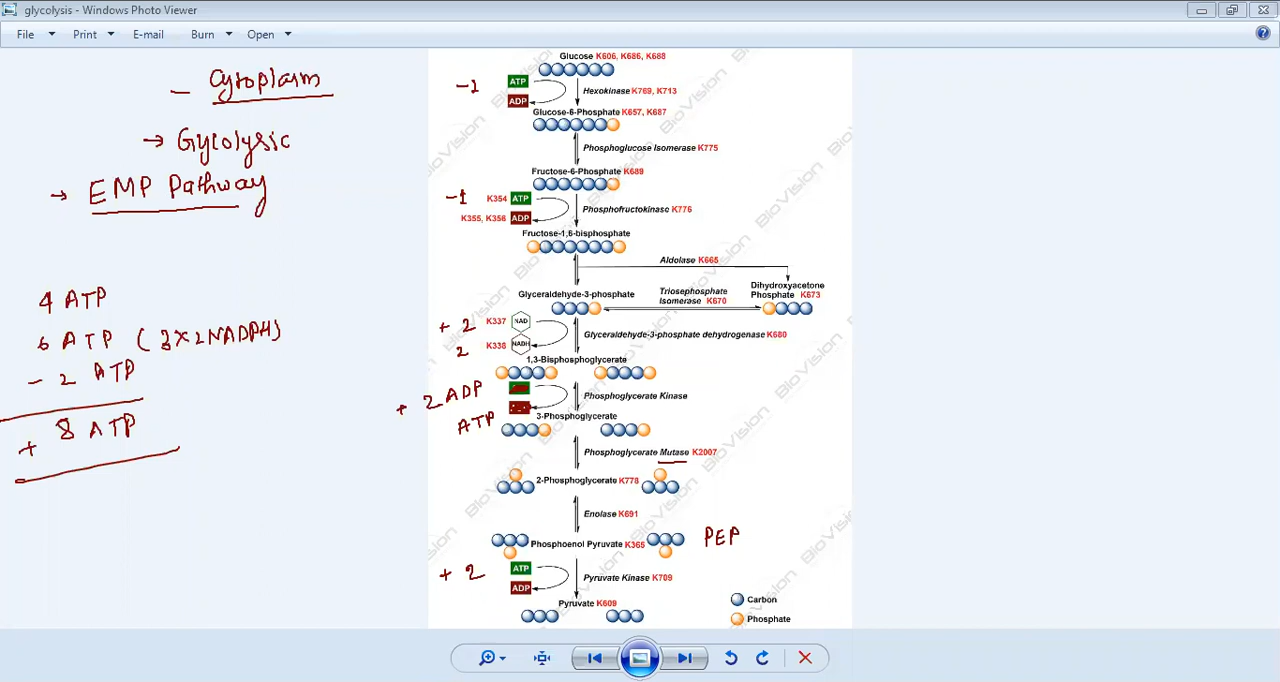 glycolysis - Windows Photo Viewer
File Print E-mail Burn Open
- Cytoplasm
→ Glycolysic
→ EMP Pathway
4 ATP
6 ATP (3×2NADPH)
- 2 ATP
+ 8 ATP
Glucose K606, K686, K688
-1 ATP
ADP
Hexokinase K769, K713
Glucose-6-Phosphate K657, K687
Phosphoglucose Isomerase K775
Fructose-6-Phosphate K689
-1 K354 ATP
K355, K356 ADP
Phosphofructokinase K776
Fructose-1,6-bisphosphate
Aldolase K665
Glyceraldehyde-3-phosphate
Triosephosphate
Isomerase K670
Dihydroxyacetone
Phosphate K673
+ 2 K337 NAD
2 K338 NADH
Glyceraldehyde-3-phosphate dehydrogenase K680
1,3-Bisphosphoglycerate
+ 2 ADP
ATP
Phosphoglycerate Kinase
3-Phosphoglycerate
Phosphoglycerate Mutase K2007
2-Phosphoglycerate K778
Enolase K691
Phosphoenol Pyruvate K365
PEP
+ 2 ATP
ADP
Pyruvate Kinase K709
Pyruvate K609
Carbon
Phosphate
BioVision